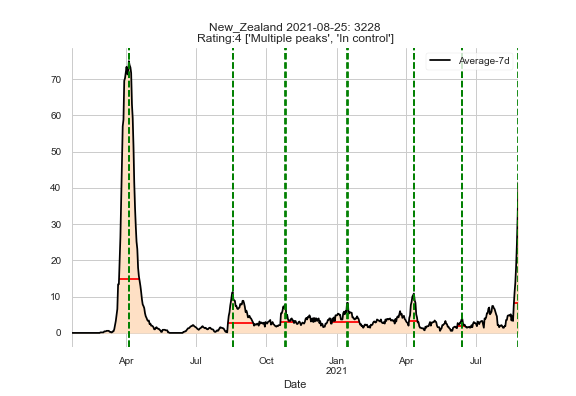 New_Zealand 2021-08-25: 3228
Rating:4 ['Multiple peaks', 'In control']
Average-7d
70
60
50
40
30
20
10
0
Apr
Jul
Oct
Jan
2021
Apr
Jul
Date